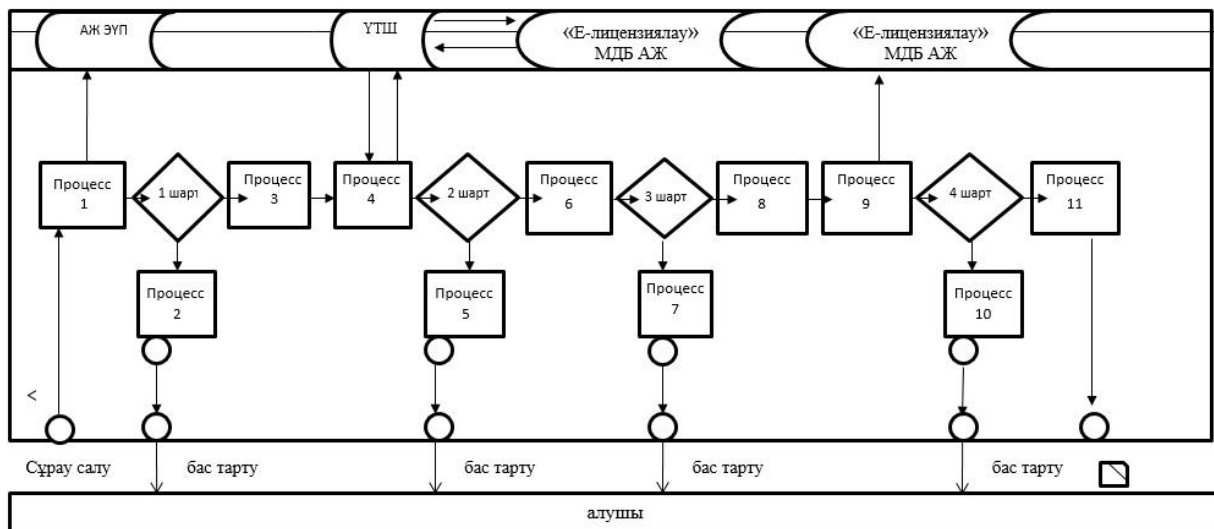 АЖ ЭҮП
ҮТШ
«Е-лицензиялау»
МДБ АЖ
«Е-лицензиялау»
МДБ АЖ
Процесс
1
1 шарт
Процесс
3
Процесс
4
2 шарт
Процесс
6
3 шарт
Процесс
8
Процесс
9
4 шарт
Процесс
11
Процесс
2
Процесс
5
Процесс
7
Процесс
10
<
Сұрау салу
бас тарту
бас тарту
бас тарту
бас тарту
алушы